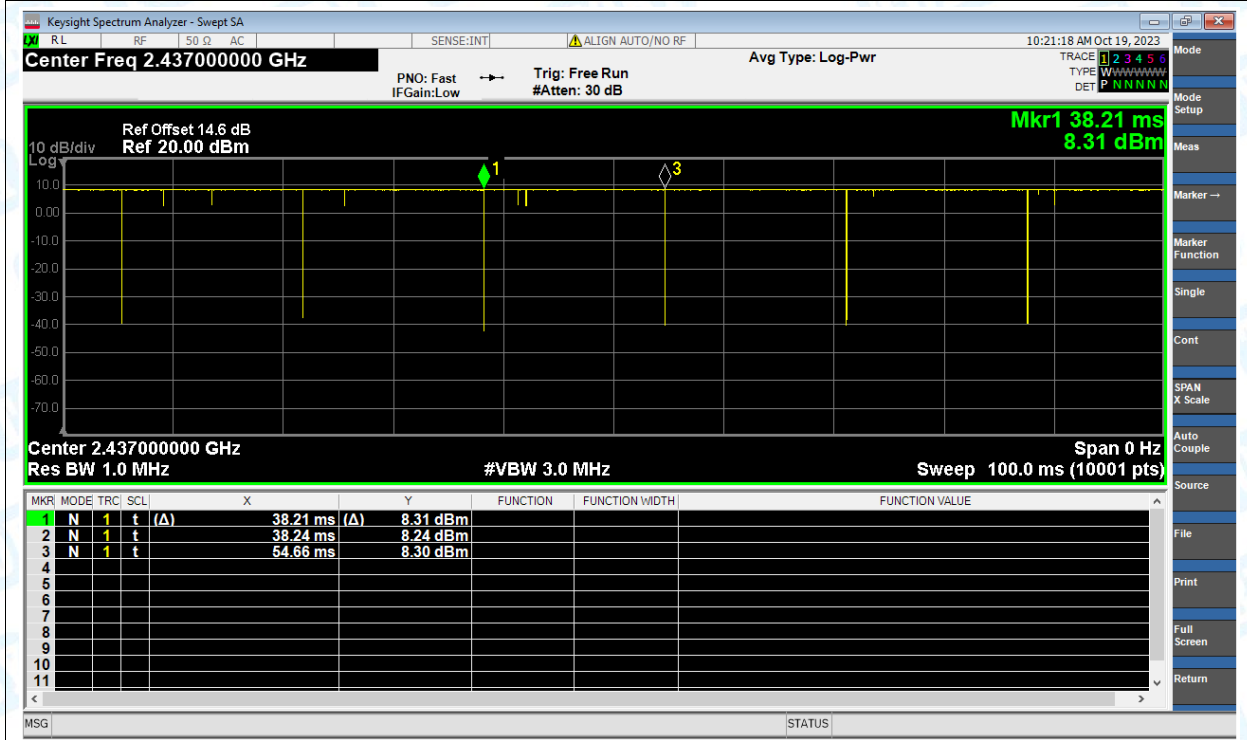 Keysight Spectrum Analyzer - Swept SA
LXI RL RF 50 Ω AC SENSE:INT ALIGN AUTO/NO RF 10:21:18 AM Oct 19, 2023
Center Freq 2.437000000 GHz
PNO: Fast
IFGain:Low
Trig: Free Run
#Atten: 30 dB
Avg Type: Log-Pwr
TRACE 1 2 3 4 5 6
TYPE WWWWWW
DET P N N N N N
Ref Offset 14.6 dB
10 dB/div Ref 20.00 dBm
Log
Mkr1 38.21 ms
8.31 dBm
1
3
10.0
0.00
-10.0
-20.0
-30.0
-40.0
-50.0
-60.0
-70.0
Center 2.437000000 GHz Span 0 Hz
Res BW 1.0 MHz #VBW 3.0 MHz Sweep 100.0 ms (10001 pts)
MKR MODE TRC SCL X Y FUNCTION FUNCTION WIDTH FUNCTION VALUE
1 N 1 t (Δ) 38.21 ms (Δ) 8.31 dBm
2 N 1 t 38.24 ms 8.24 dBm
3 N 1 t 54.66 ms 8.30 dBm
4
5
6
7
8
9
10
11
MSG STATUS
Mode
Mode Setup
Meas
Marker →
Marker Function
Single
Cont
SPAN X Scale
Auto Couple
Source
File
Print
Full Screen
Return